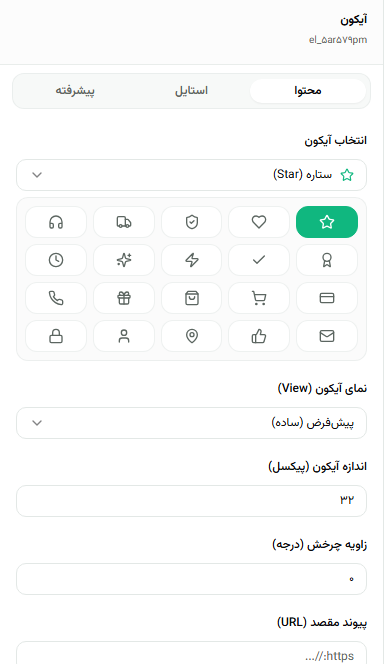 آیکون
el_5ar579pm
محتوا
استایل
پیشرفته
انتخاب آیکون
ستاره (Star)
نمای آیکون (View)
پیش‌فرض (ساده)
اندازه آیکون (پیکسل)
۳۲
زاویه چرخش (درجه)
۰
پیوند مقصد (URL)
https://...